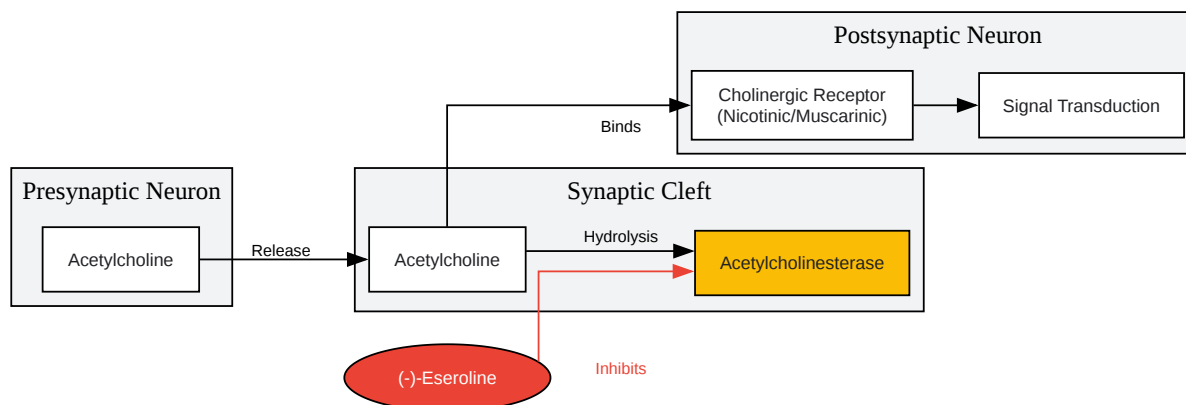 Postsynaptic Neuron
Cholinergic Receptor
(Nicotinic/Muscarinic)
Signal Transduction
Binds
Presynaptic Neuron
Synaptic Cleft
Acetylcholine
Release
Acetylcholine
Hydrolysis
Acetylcholinesterase
(-)-Eseroline
Inhibits